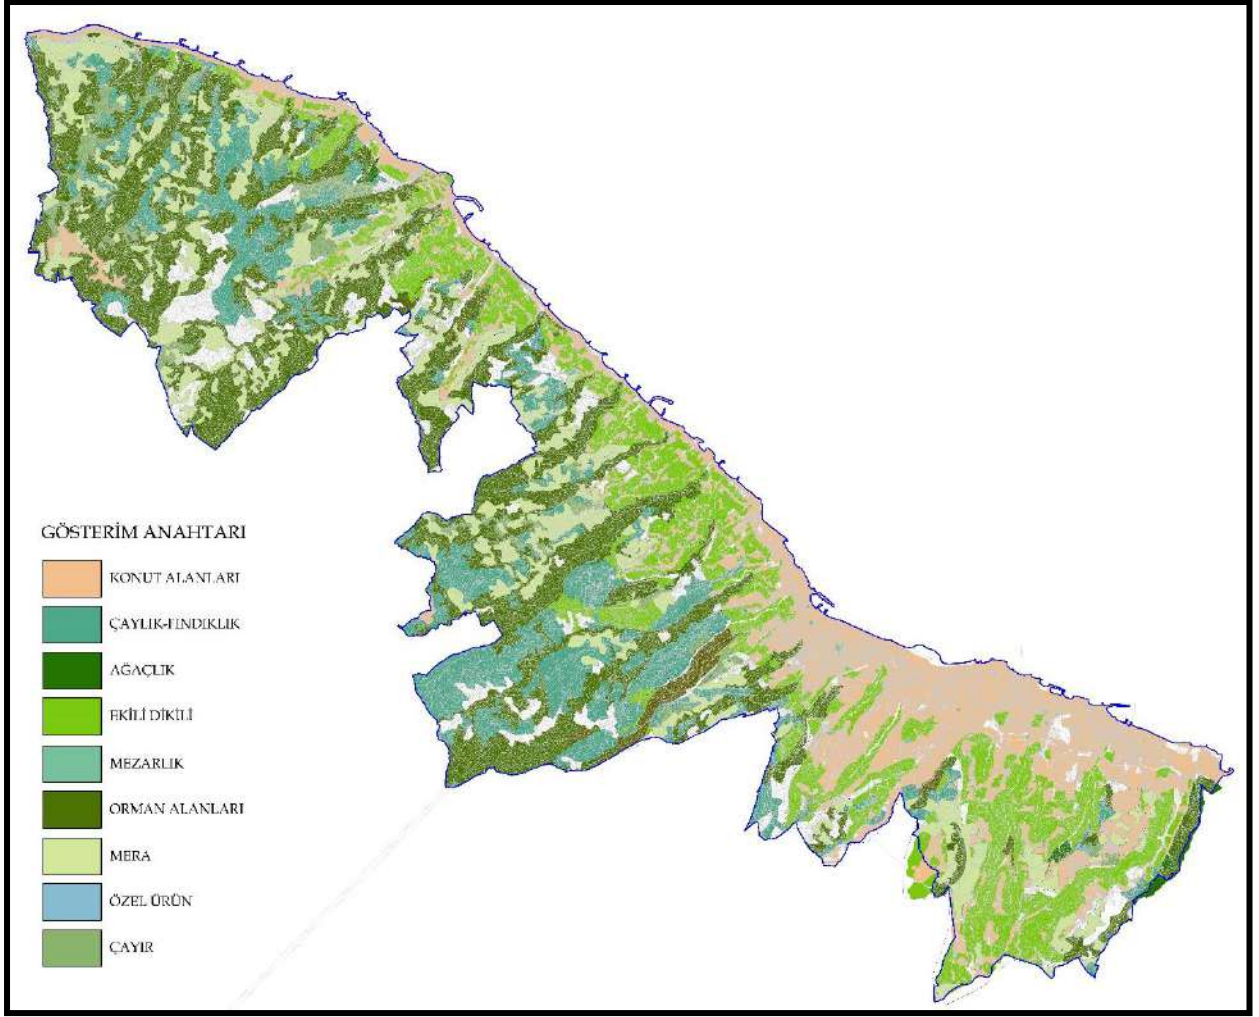 GÖSTERİM ANAHTARI
KONUT ALANLARI
ÇAYLIK-FINDIKLIK
AĞAÇLIK
EKİLİ DİKİLİ
MEZARLIK
ORMAN ALANLARI
MERA
ÖZEL ÜRÜN
ÇAYIR